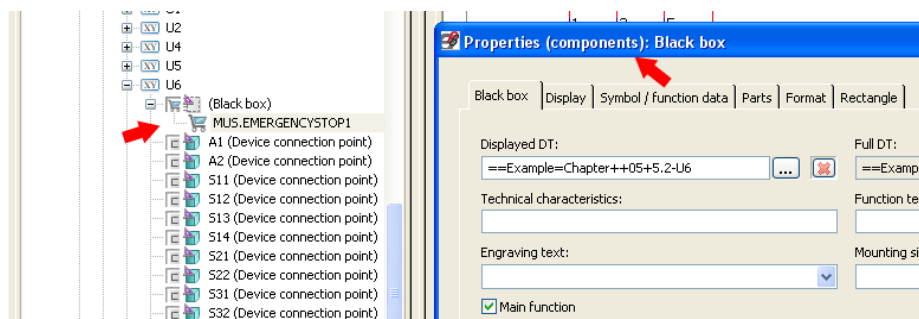 XY U2
XY U4
XY U5
XY U6
(Black box)
MUS.EMERGENCYSTOP1
A1 (Device connection point)
A2 (Device connection point)
S11 (Device connection point)
S12 (Device connection point)
S13 (Device connection point)
S14 (Device connection point)
S21 (Device connection point)
S22 (Device connection point)
S31 (Device connection point)
S32 (Device connection point)
Properties (components): Black box
Black box Display Symbol / function data Parts Format Rectangle
Displayed DT: Full DT:
==Example=Chapter++05+5.2-U6 ... ==Examp
Technical characteristics: Function te
Engraving text: Mounting si
Main function